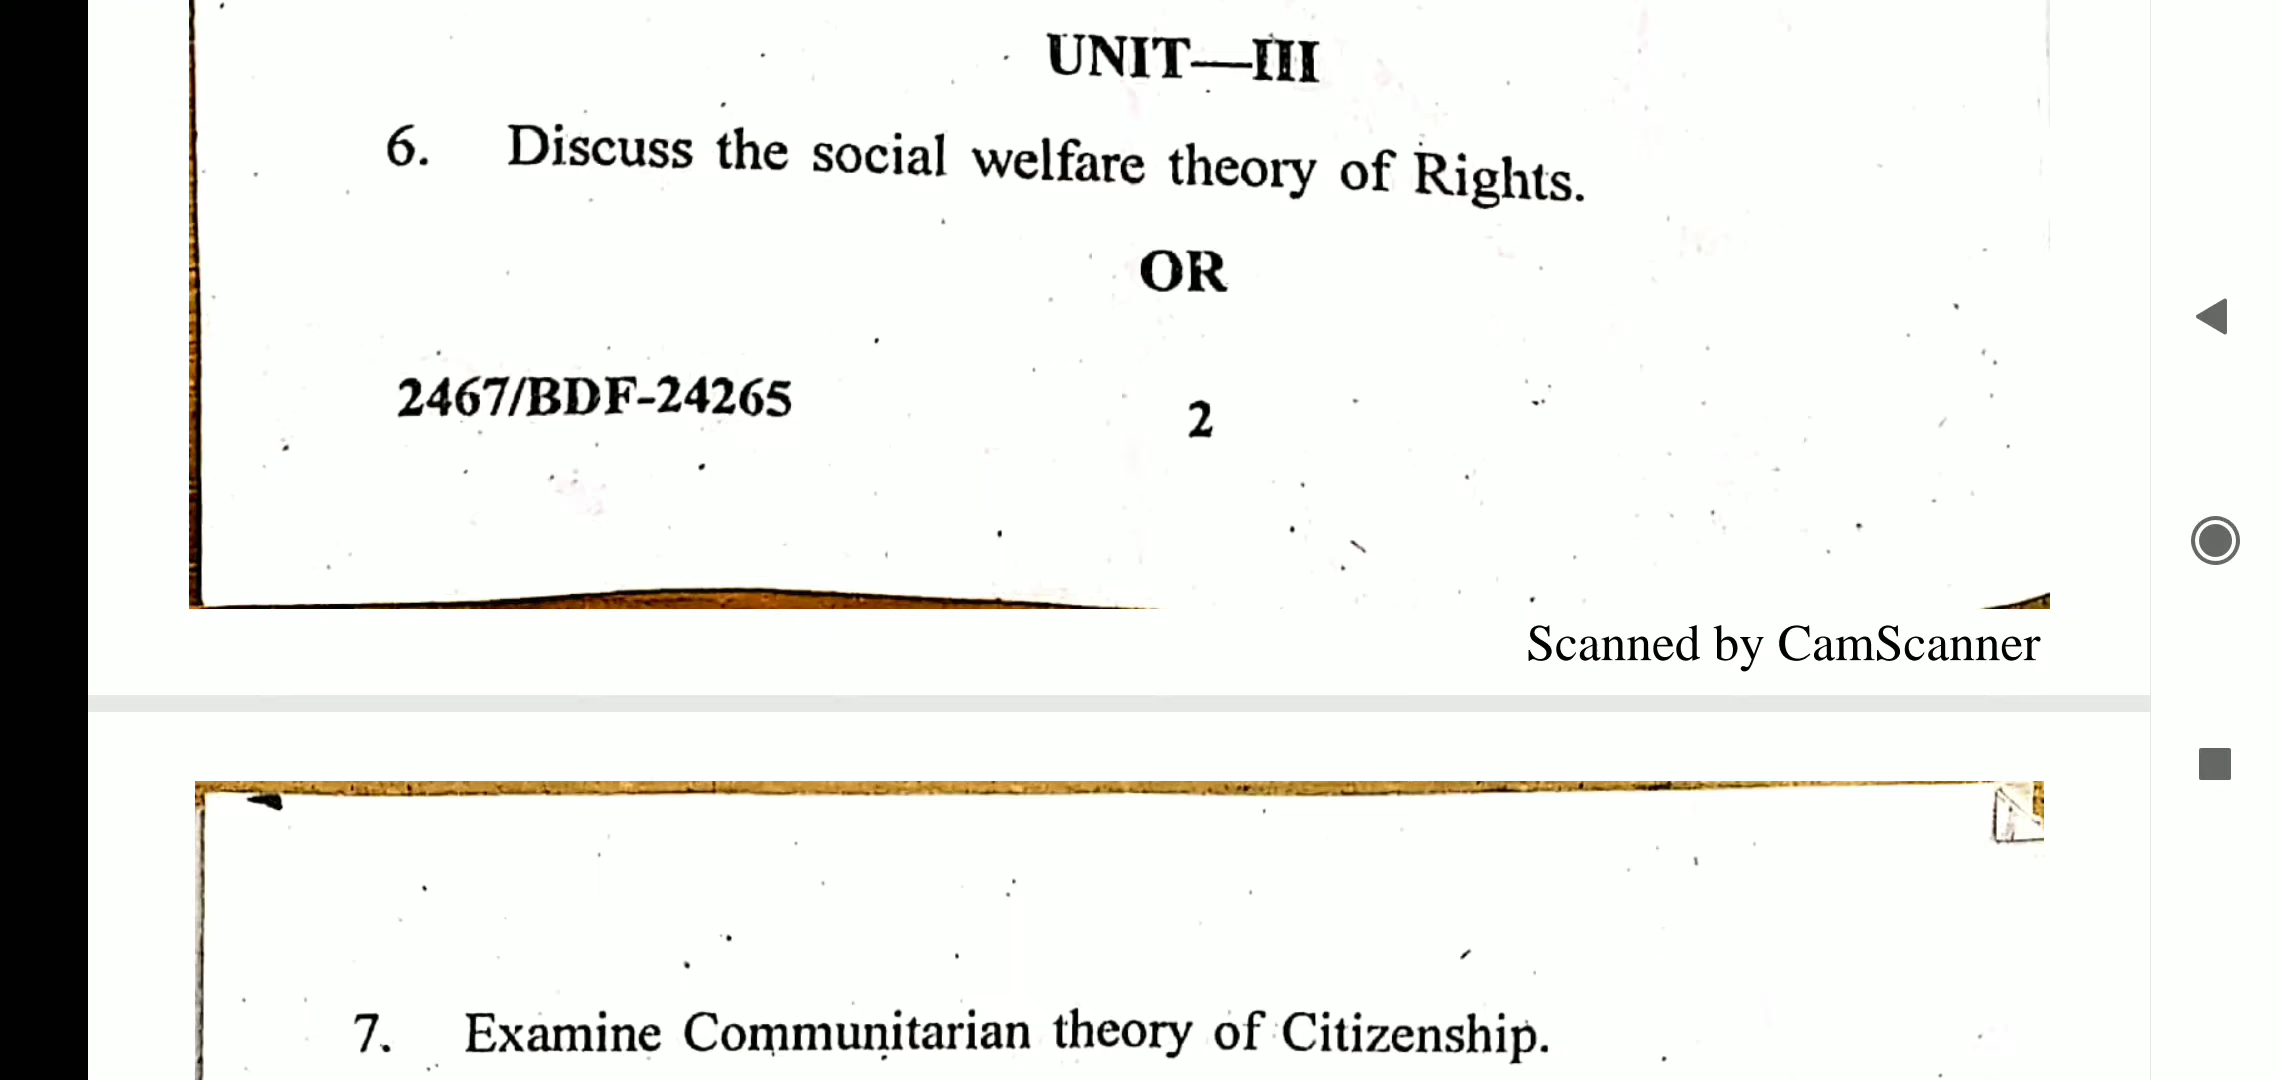 UNIT—III
6. Discuss the social welfare theory of Rights.
OR
2467/BDF-24265
2
Scanned by CamScanner
7. Examine Communitarian theory of Citizenship.